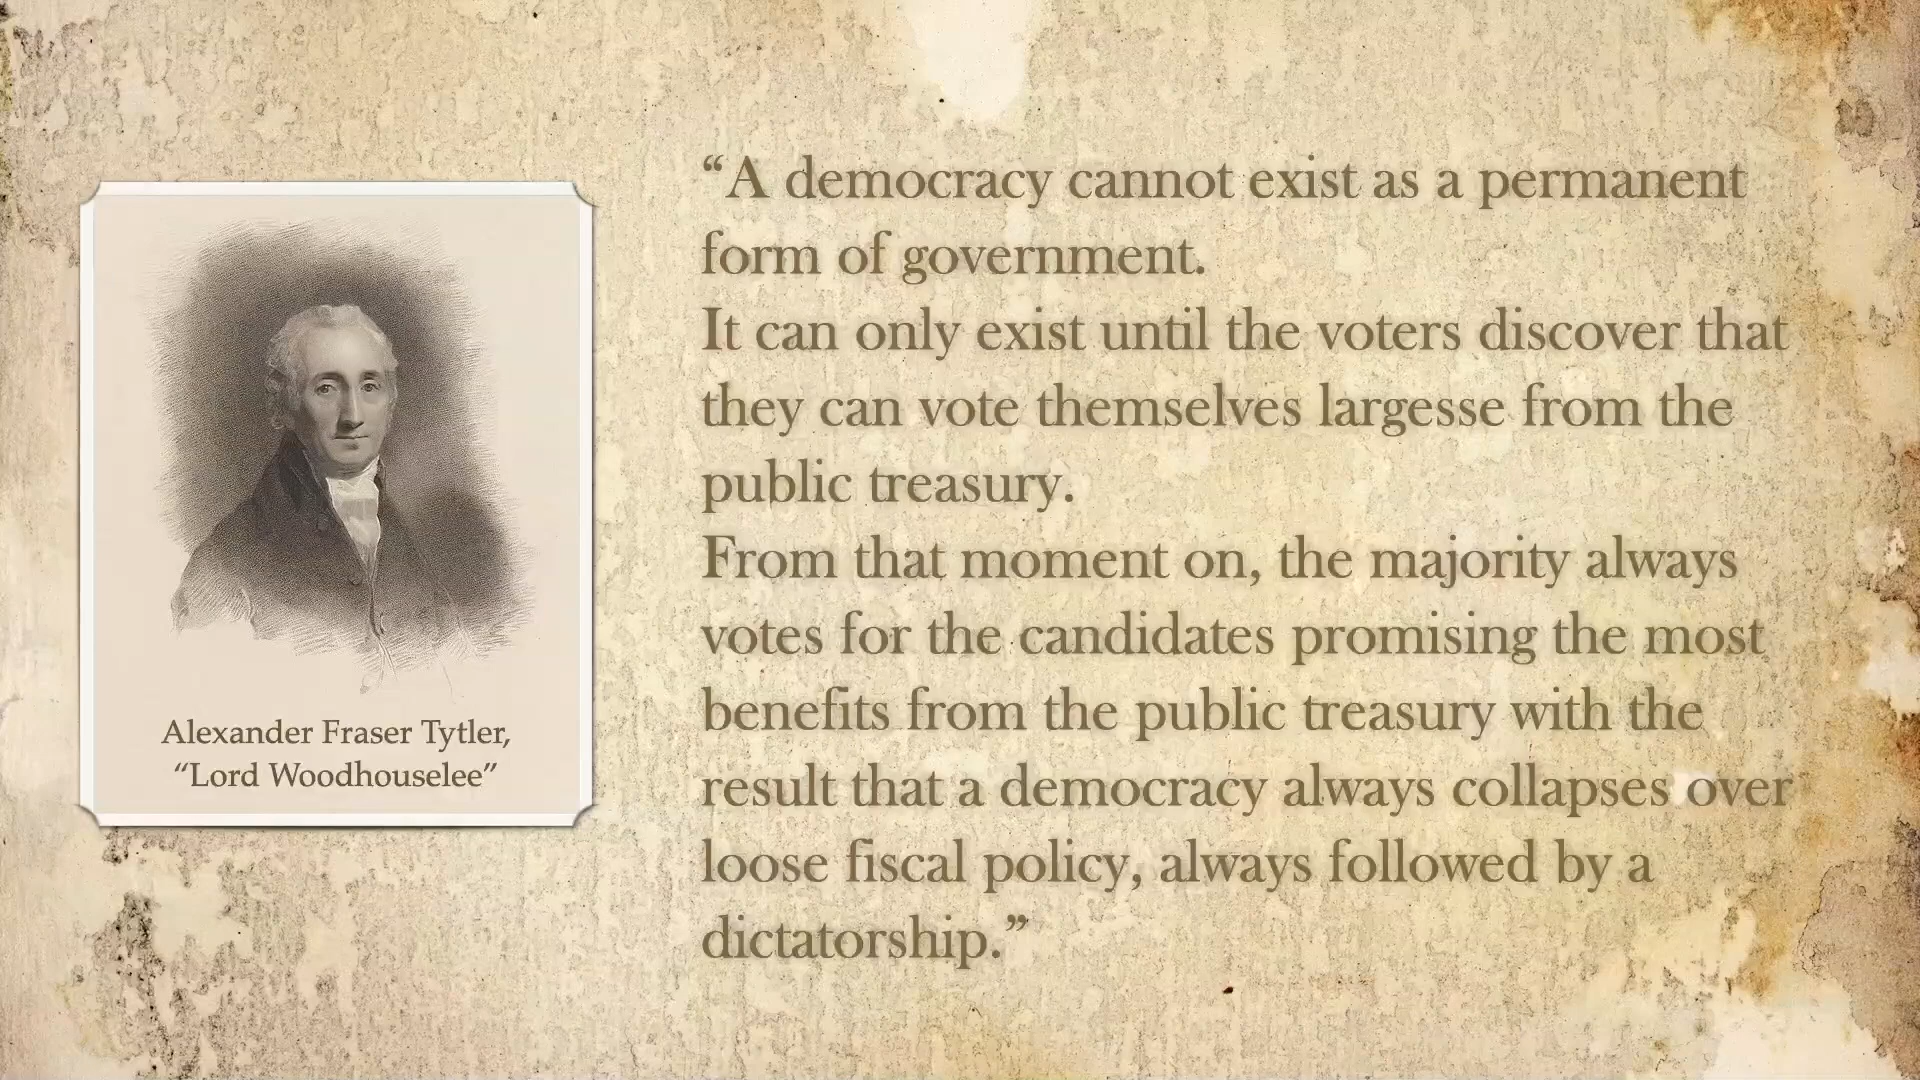 Alexander Fraser Tytler,
“Lord Woodhouselee”
“A democracy cannot exist as a permanent
form of government.
It can only exist until the voters discover that
they can vote themselves largesse from the
public treasury.
From that moment on, the majority always
votes for the candidates promising the most
benefits from the public treasury with the
result that a democracy always collapses over
loose fiscal policy, always followed by a
dictatorship.”